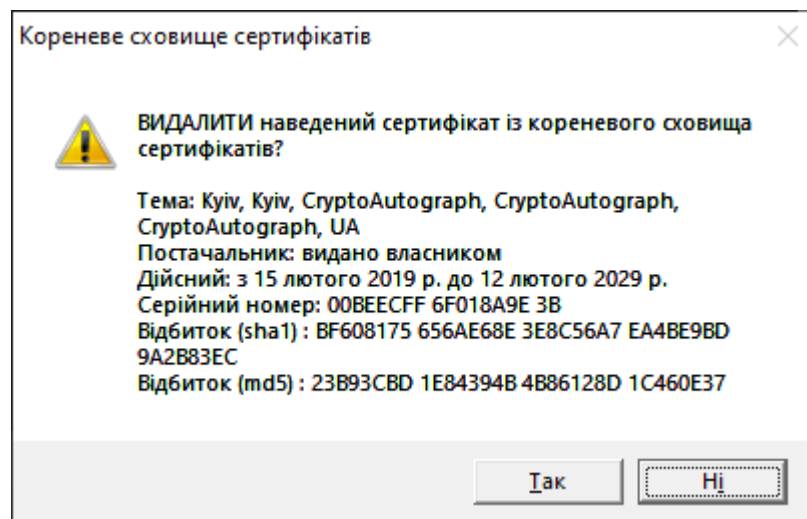 Кореневе сховище сертифікатів
ВИДАЛИТИ наведений сертифікат із кореневого сховища
сертифікатів?
Тема: Kyiv, Kyiv, CryptoAutograph, CryptoAutograph,
CryptoAutograph, UA
Постачальник: видано власником
Дійсний: з 15 лютого 2019 р. до 12 лютого 2029 р.
Серійний номер: 00BEECFF 6F018A9E 3B
Відбиток (sha1) : BF608175 656AE68E 3E8C56A7 EA4BE9BD
9A2B83EC
Відбиток (md5) : 23B93CBD 1E84394B 4B86128D 1C460E37
Так
Ні